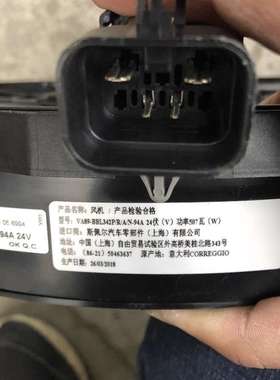 品名: 风机 / 产品检验合格
型号: VA89-BBL342P/R/A/N-94A 24伏（V）功率507瓦（W）
进口商: 斯佩尔汽车零部件（上海）有限公司
地址: 中国（上海）自由贸易试验区外高桥美桂北路343号
电话:（86-21）50463637 原产地: 意大利CORREGGIO
生产日期: 26/03/2018
94A 24V
OK Q.C